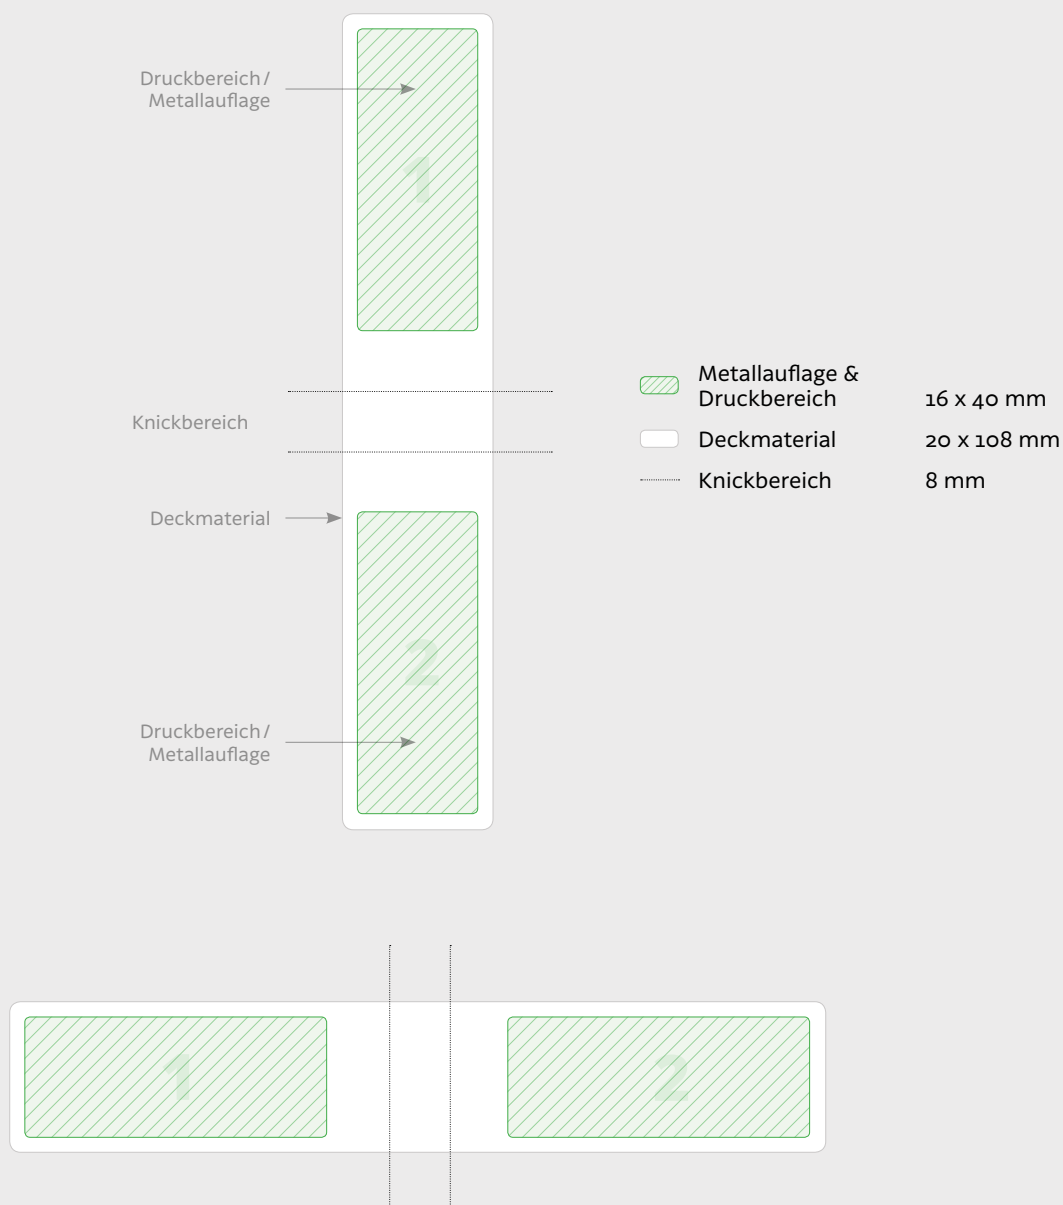 Druckbereich /
Metallauflage
1
Knickbereich
Metallauflage &
Druckbereich 16 x 40 mm
Deckmaterial 20 x 108 mm
Knickbereich 8 mm
Deckmaterial
2
Druckbereich /
Metallauflage
1 2